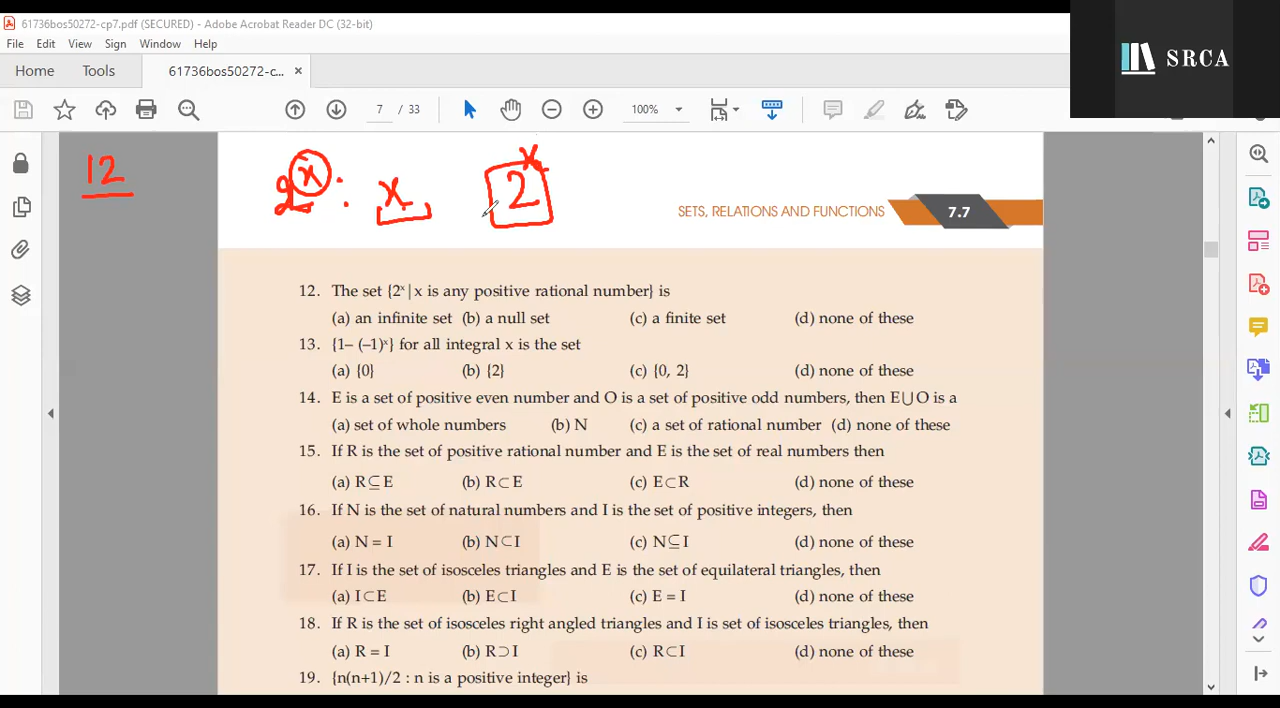 61736bos50272-cp7.pdf (SECURED) - Adobe Acrobat Reader DC (32-bit)
File Edit View Sign Window Help
SRCA
Home Tools 61736bos50272-c... ×
7 / 33 100%
12
2ˣ : x 2ˣ
SETS, RELATIONS AND FUNCTIONS 7.7
12. The set {2ˣ|x is any positive rational number} is
(a) an infinite set (b) a null set (c) a finite set (d) none of these
13. {1– (–1)ˣ} for all integral x is the set
(a) {0} (b) {2} (c) {0, 2} (d) none of these
14. E is a set of positive even number and O is a set of positive odd numbers, then E⋃O is a
(a) set of whole numbers (b) N (c) a set of rational number (d) none of these
15. If R is the set of positive rational number and E is the set of real numbers then
(a) R⊆E (b) R⊂E (c) E⊂R (d) none of these
16. If N is the set of natural numbers and I is the set of positive integers, then
(a) N = I (b) N⊂I (c) N⊆I (d) none of these
17. If I is the set of isosceles triangles and E is the set of equilateral triangles, then
(a) I⊂E (b) E⊂I (c) E = I (d) none of these
18. If R is the set of isosceles right angled triangles and I is set of isosceles triangles, then
(a) R = I (b) R⊃I (c) R⊂I (d) none of these
19. {n(n+1)/2 : n is a positive integer} is